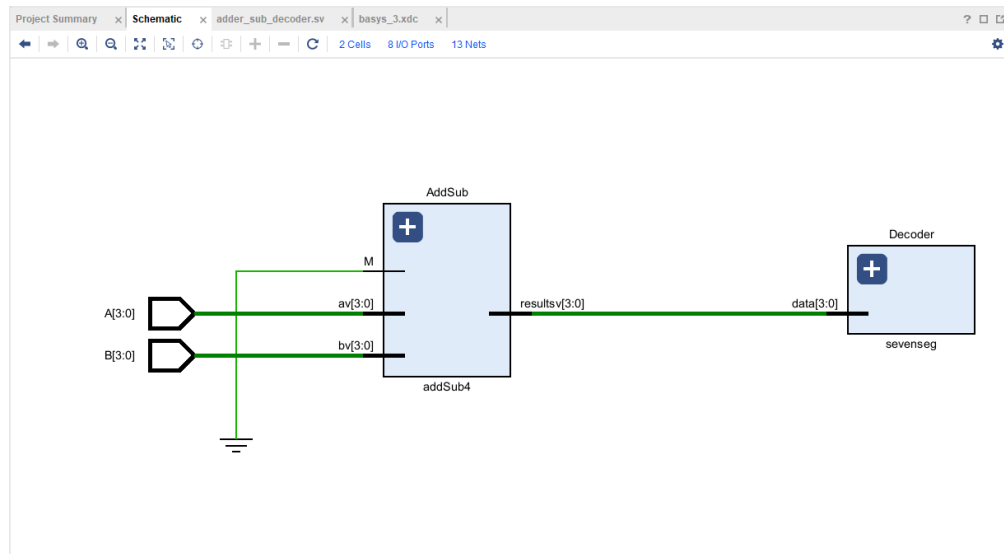 Project Summary × Schematic × adder_sub_decoder.sv × basys_3.xdc ×
2 Cells 8 I/O Ports 13 Nets
AddSub
Decoder
M
A[3:0] av[3:0] resultsv[3:0] data[3:0]
sevenseg
B[3:0] bv[3:0]
addSub4